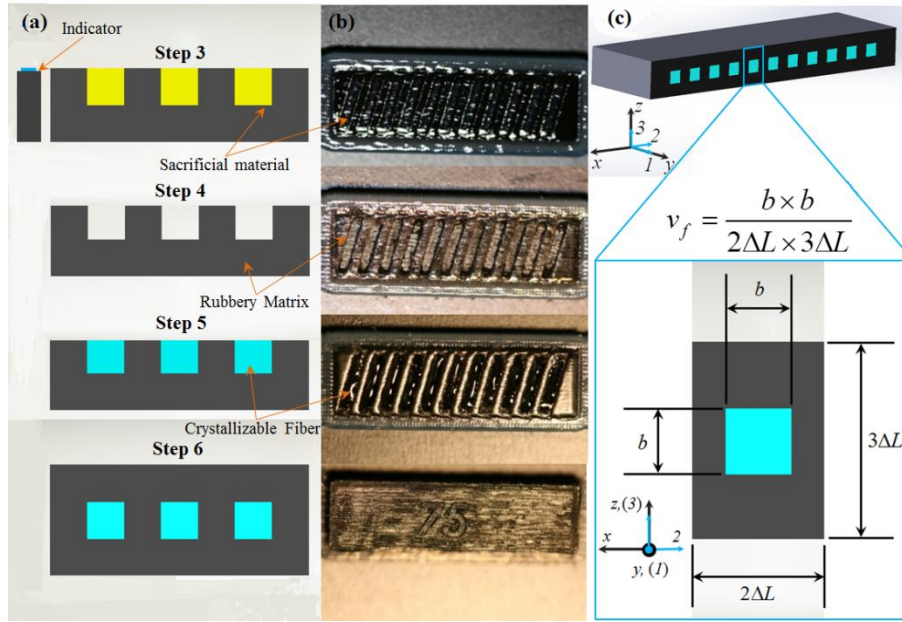 (a)
Indicator
Step 3
Sacrificial material
Step 4
Rubbery Matrix
Step 5
Crystallizable Fiber
Step 6
(b)
75
(c)
z
3
2
x
1
y
v_f = \frac{b × b}{2ΔL × 3ΔL}
b
b
3ΔL
z,(3)
x
2
y, (1)
2ΔL